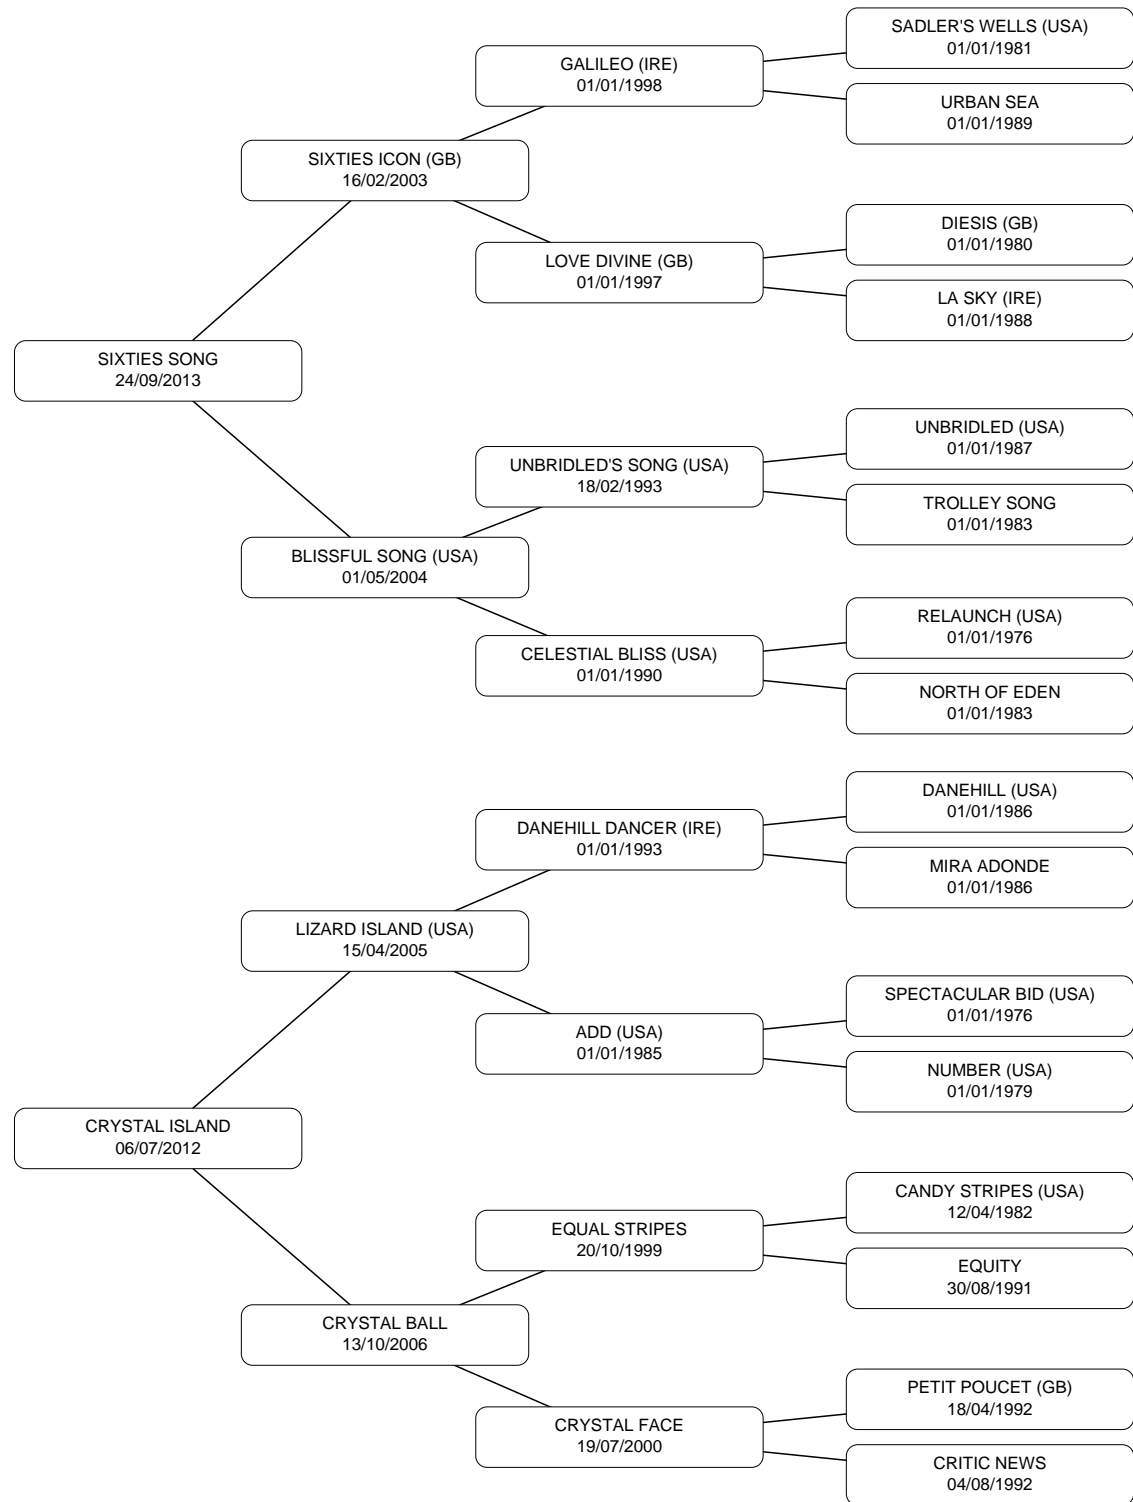 SADLER'S WELLS (USA)
01/01/1981
GALILEO (IRE)
01/01/1998
URBAN SEA
01/01/1989
SIXTIES ICON (GB)
16/02/2003
DIESIS (GB)
01/01/1980
LOVE DIVINE (GB)
01/01/1997
LA SKY (IRE)
01/01/1988
SIXTIES SONG
24/09/2013
UNBRIDLED (USA)
01/01/1987
UNBRIDLED'S SONG (USA)
18/02/1993
TROLLEY SONG
01/01/1983
BLISSFUL SONG (USA)
01/05/2004
RELAUNCH (USA)
01/01/1976
CELESTIAL BLISS (USA)
01/01/1990
NORTH OF EDEN
01/01/1983
DANEHILL (USA)
01/01/1986
DANEHILL DANCER (IRE)
01/01/1993
MIRA ADONDE
01/01/1986
LIZARD ISLAND (USA)
15/04/2005
SPECTACULAR BID (USA)
01/01/1976
ADD (USA)
01/01/1985
NUMBER (USA)
01/01/1979
CRYSTAL ISLAND
06/07/2012
CANDY STRIPES (USA)
12/04/1982
EQUAL STRIPES
20/10/1999
EQUITY
30/08/1991
CRYSTAL BALL
13/10/2006
PETIT POUCET (GB)
18/04/1992
CRYSTAL FACE
19/07/2000
CRITIC NEWS
04/08/1992